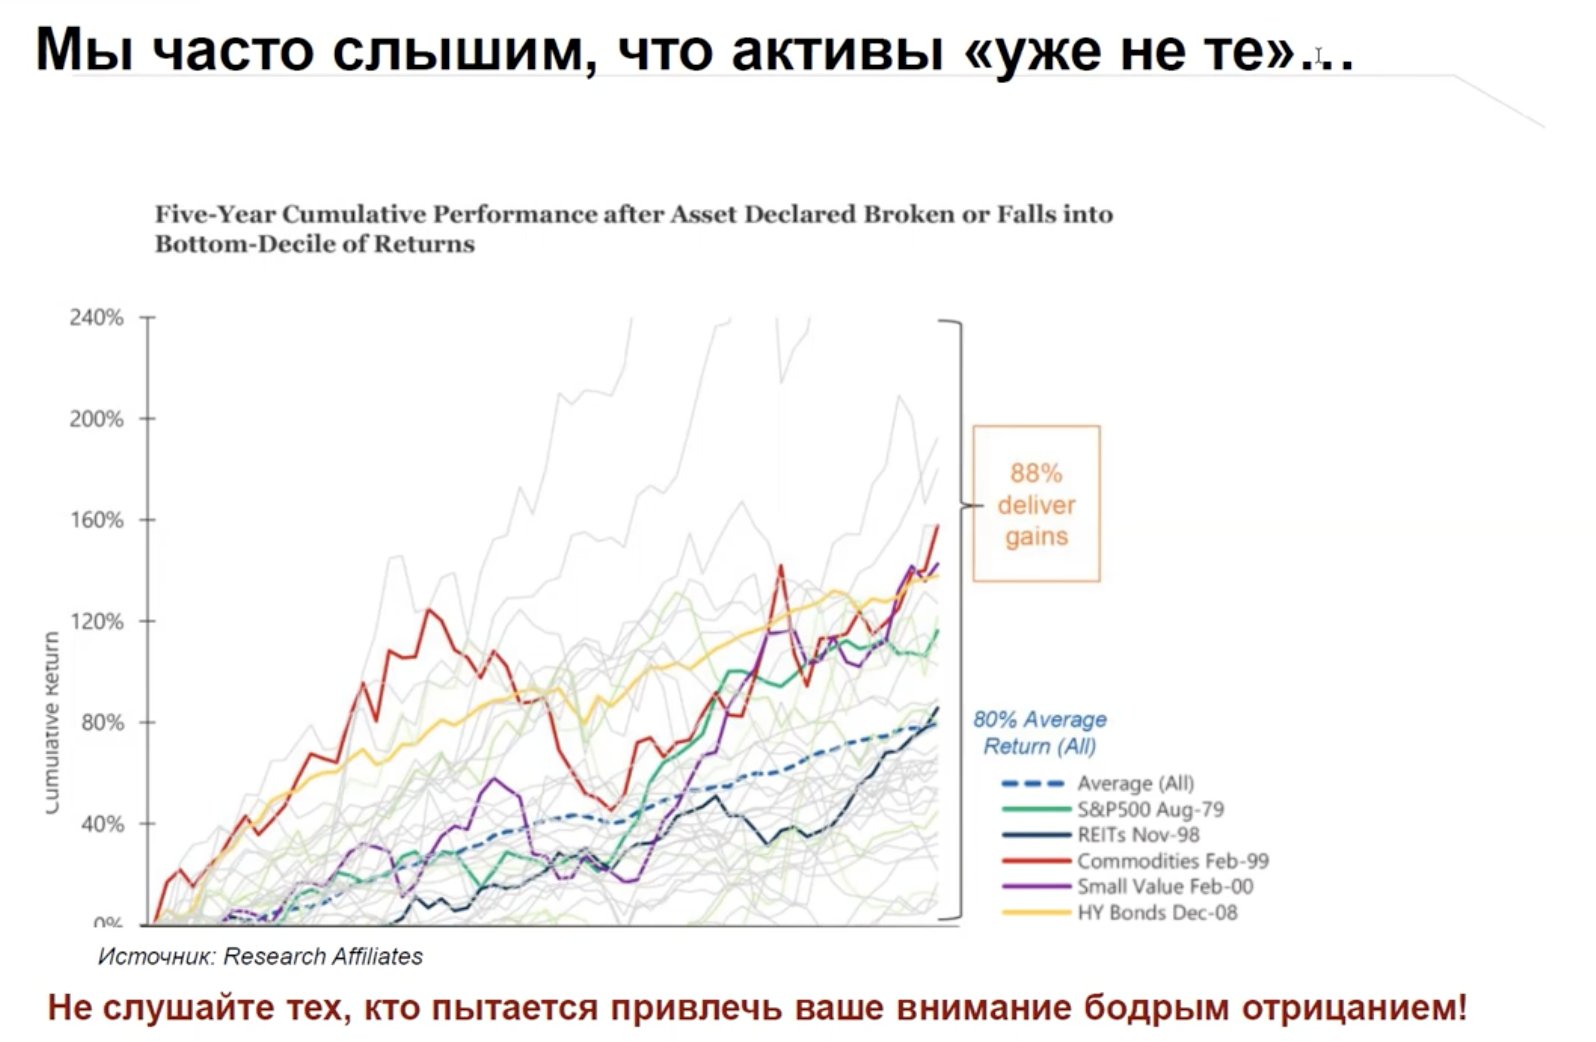 Мы часто слышим, что активы «уже не те»...
Five-Year Cumulative Performance after Asset Declared Broken or Falls into
Bottom-Decile of Returns
240%
200%
160%
120%
80%
40%
0%
Cumulative Return
88%
deliver
gains
80% Average
Return (All)
Average (All)
S&P500 Aug-79
REITs Nov-98
Commodities Feb-99
Small Value Feb-00
HY Bonds Dec-08
Источник: Research Affiliates
Не слушайте тех, кто пытается привлечь ваше внимание бодрым отрицанием!